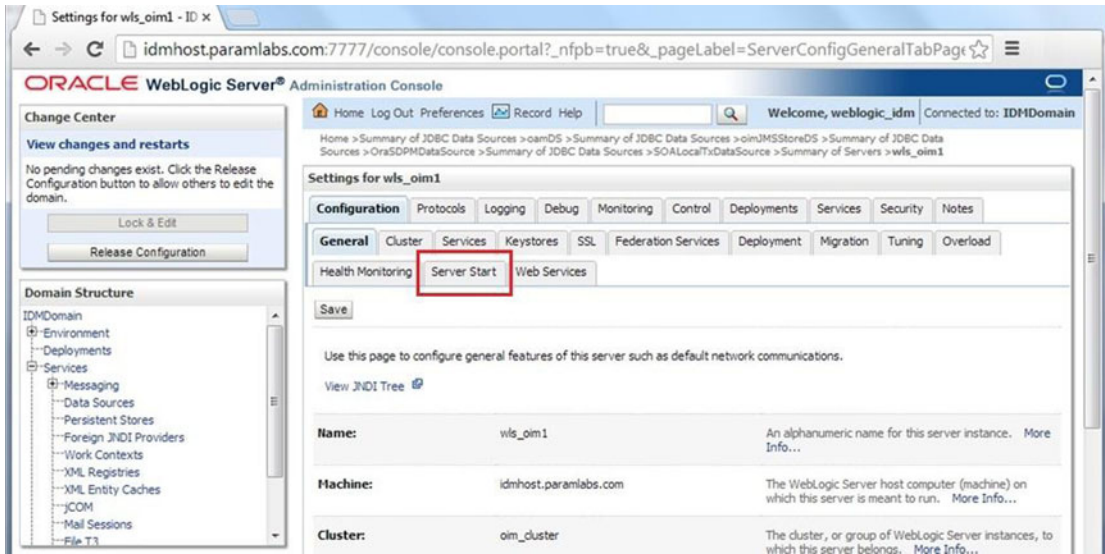 Settings for wls_oim1 - ID ×
idmhost.paramlabs.com:7777/console/console.portal?_nfpb=true&_pageLabel=ServerConfigGeneralTabPage
ORACLE WebLogic Server® Administration Console
Change Center
View changes and restarts
No pending changes exist. Click the Release
Configuration button to allow others to edit the
domain.
Lock & Edit
Release Configuration
Domain Structure
IDMDomain
Environment
Deployments
Services
Messaging
Data Sources
Persistent Stores
Foreign JNDI Providers
Work Contexts
XML Registries
XML Entity Caches
jCOM
Mail Sessions
File T3
Home Log Out Preferences Record Help
Welcome, weblogic_idm Connected to: IDMDomain
Home >Summary of JDBC Data Sources >oamDS >Summary of JDBC Data Sources >oimJMSStoreDS >Summary of JDBC Data
Sources >OraSDPMDataSource >Summary of JDBC Data Sources >SOALocalTxDataSource >Summary of Servers >wls_oim1
Settings for wls_oim1
Configuration Protocols Logging Debug Monitoring Control Deployments Services Security Notes
General Cluster Services Keystores SSL Federation Services Deployment Migration Tuning Overload
Health Monitoring Server Start Web Services
Save
Use this page to configure general features of this server such as default network communications.
View JNDI Tree
Name: wls_oim1 An alphanumeric name for this server instance. More
Info...
Machine: idmhost.paramlabs.com The WebLogic Server host computer (machine) on
which this server is meant to run. More Info...
Cluster: oim_cluster The cluster, or group of WebLogic Server instances, to
which this server belongs. More Info...